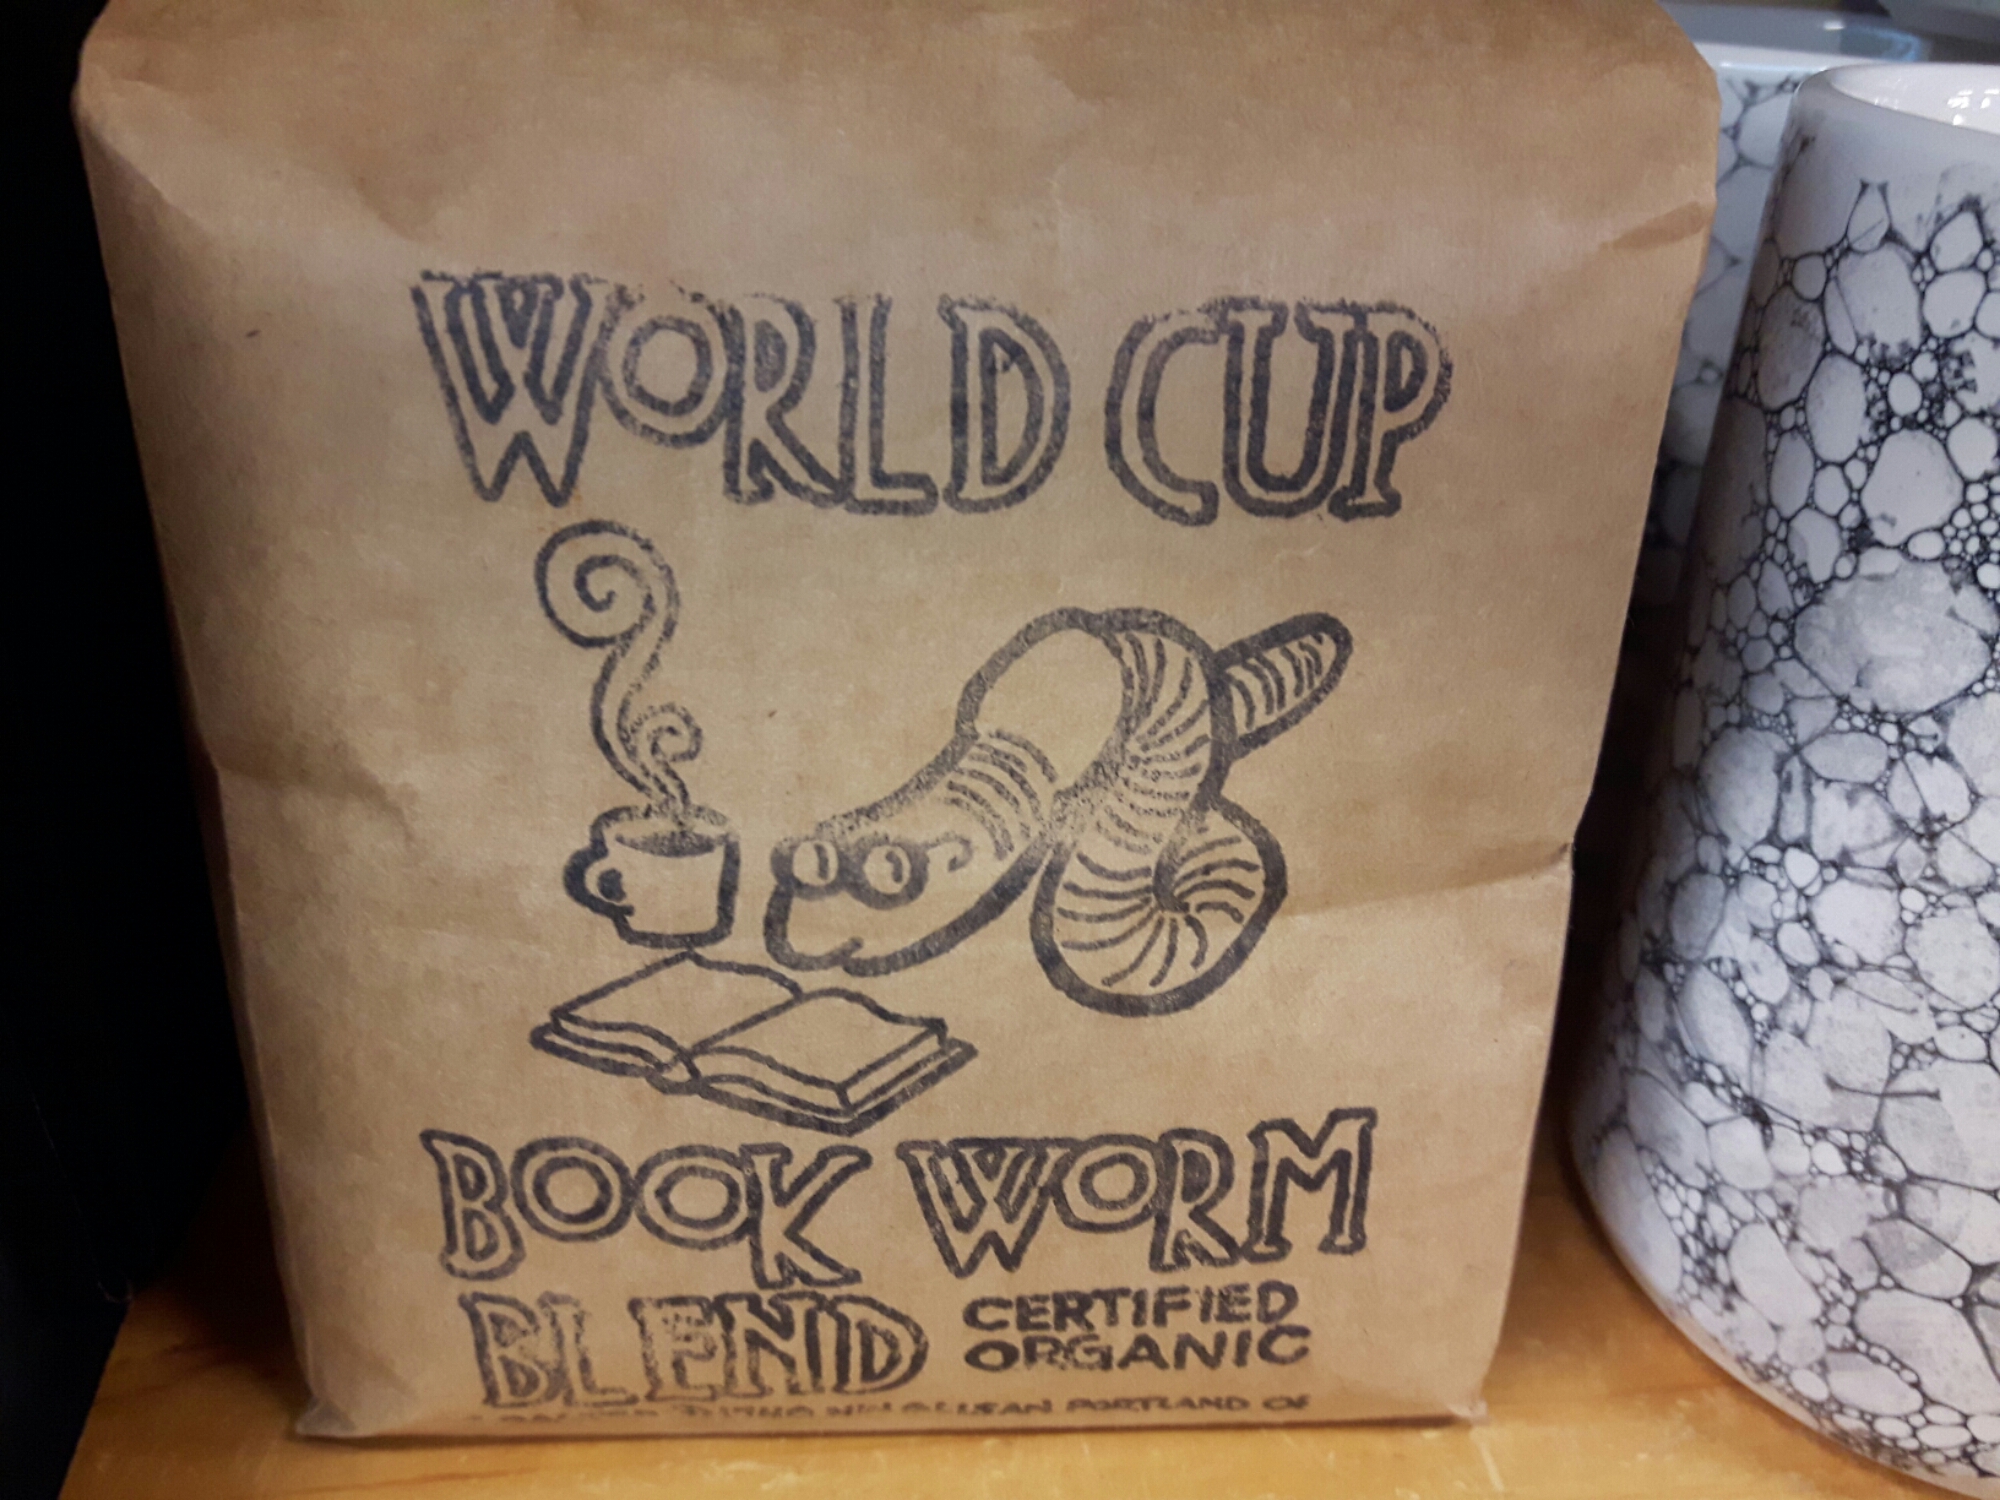 WORLD CUP
BOOK WORM
BLEND CERTIFIED
ORGANIC
PORTLAND